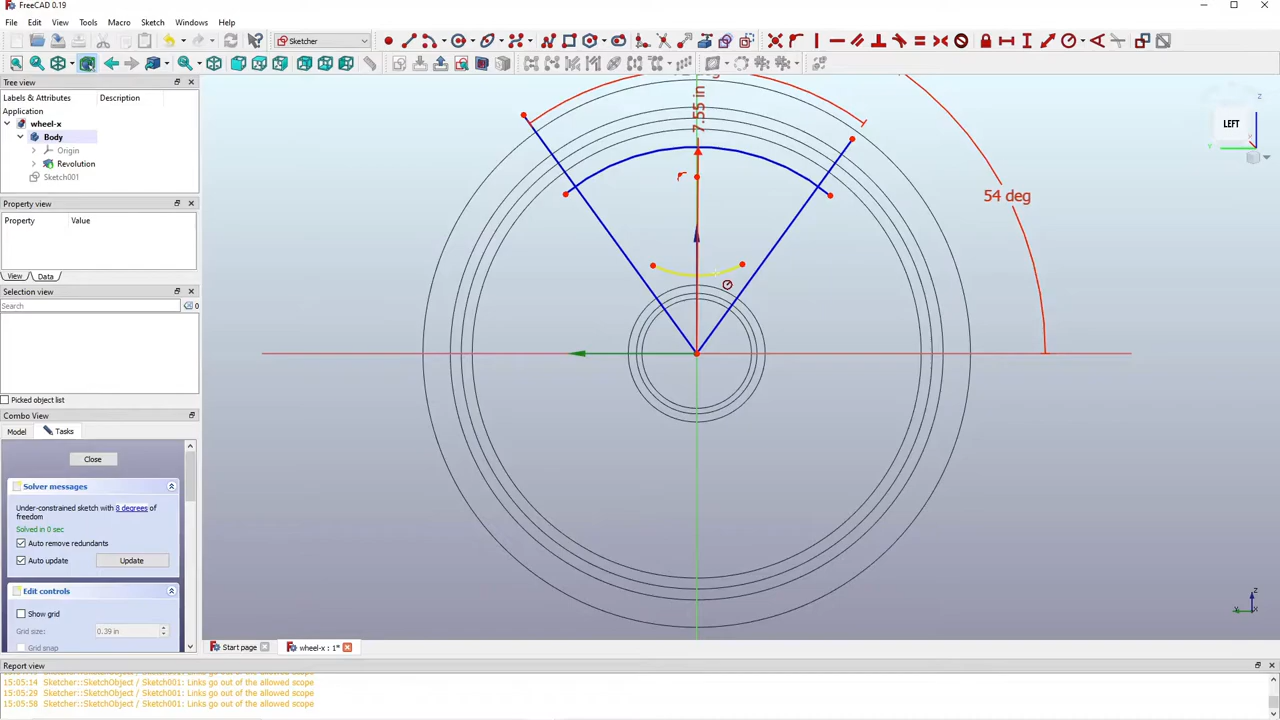 FreeCAD 0.19
File Edit View Tools Macro Sketch Windows Help
Sketcher
Tree view
Labels & Attributes Description
Application
wheel-x
Body
Origin
Revolution
Sketch001
Property view
Property Value
View Data
Selection view
Search
0
Picked object list
Combo View
Model Tasks
Close
Solver messages
Under-constrained sketch with 8 degrees of
freedom
Solved in 0 sec
Auto remove redundants
Auto update Update
Edit controls
Show grid
Grid size: 0.39 in
Grid snap
7.55 in
54 deg
LEFT
Start page wheel-x : 1*
Report view
15:05:14 Sketcher::SketchObject / Sketch001: Links go out of the allowed scope
15:05:29 Sketcher::SketchObject / Sketch001: Links go out of the allowed scope
15:05:58 Sketcher::SketchObject / Sketch001: Links go out of the allowed scope